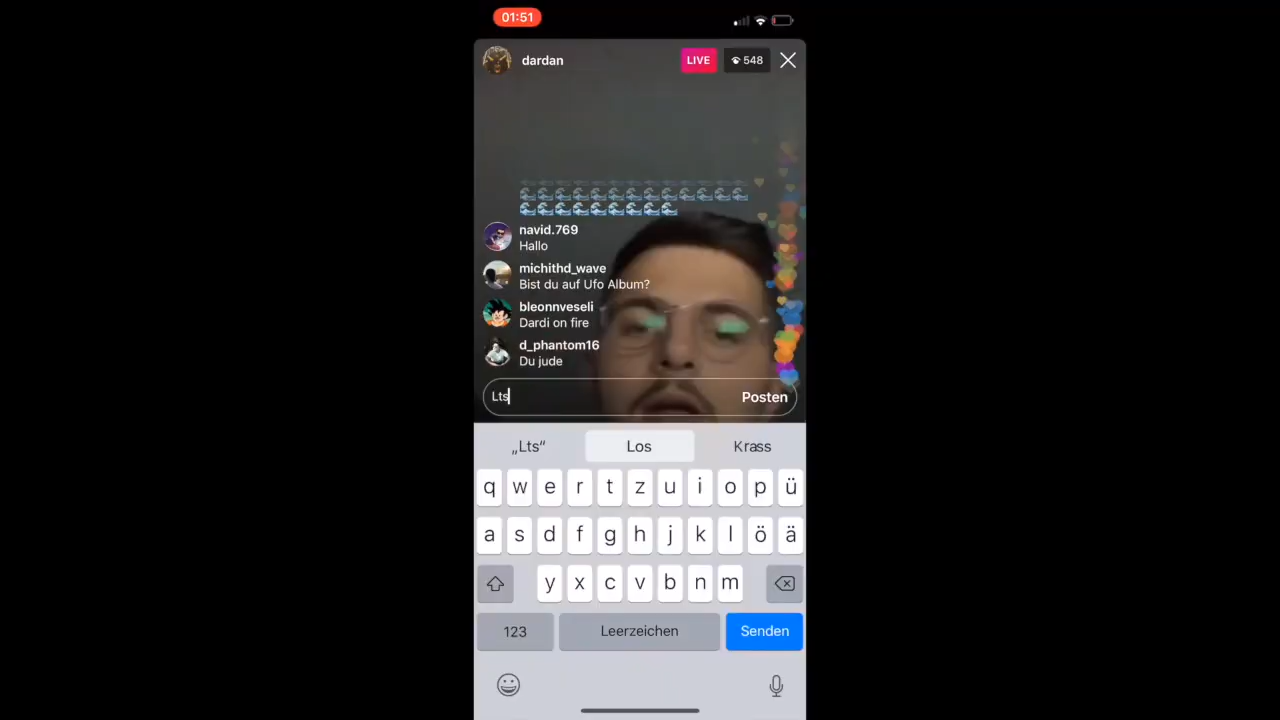 01:51
dardan
LIVE
548
navid.769
Hallo
michithd_wave
Bist du auf Ufo Album?
bleonnveseli
Dardi on fire
d_phantom16
Du jude
Lts
Posten
„Lts“ Los Krass
q w e r t z u i o p ü
a s d f g h j k l ö ä
y x c v b n m
123 Leerzeichen Senden